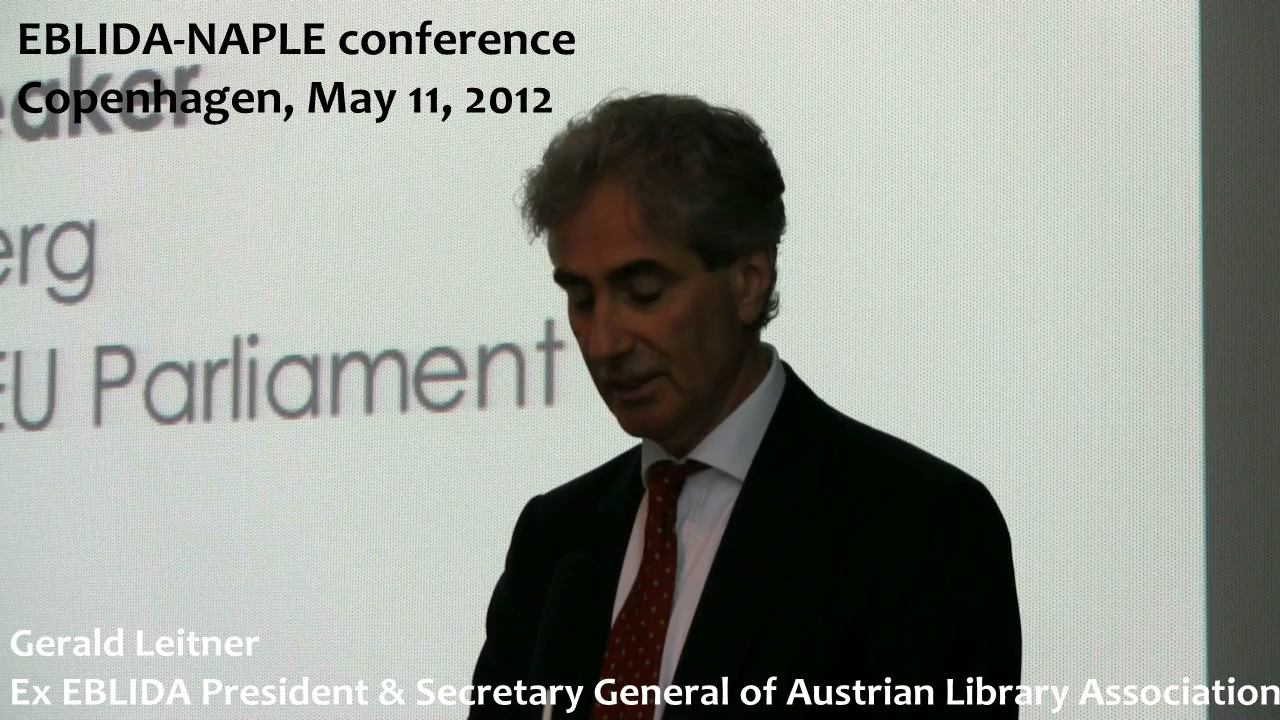 EBLIDA-NAPLE conference
Copenhagen, May 11, 2012
EU Parliament
Gerald Leitner
Ex EBLIDA President & Secretary General of Austrian Library Association